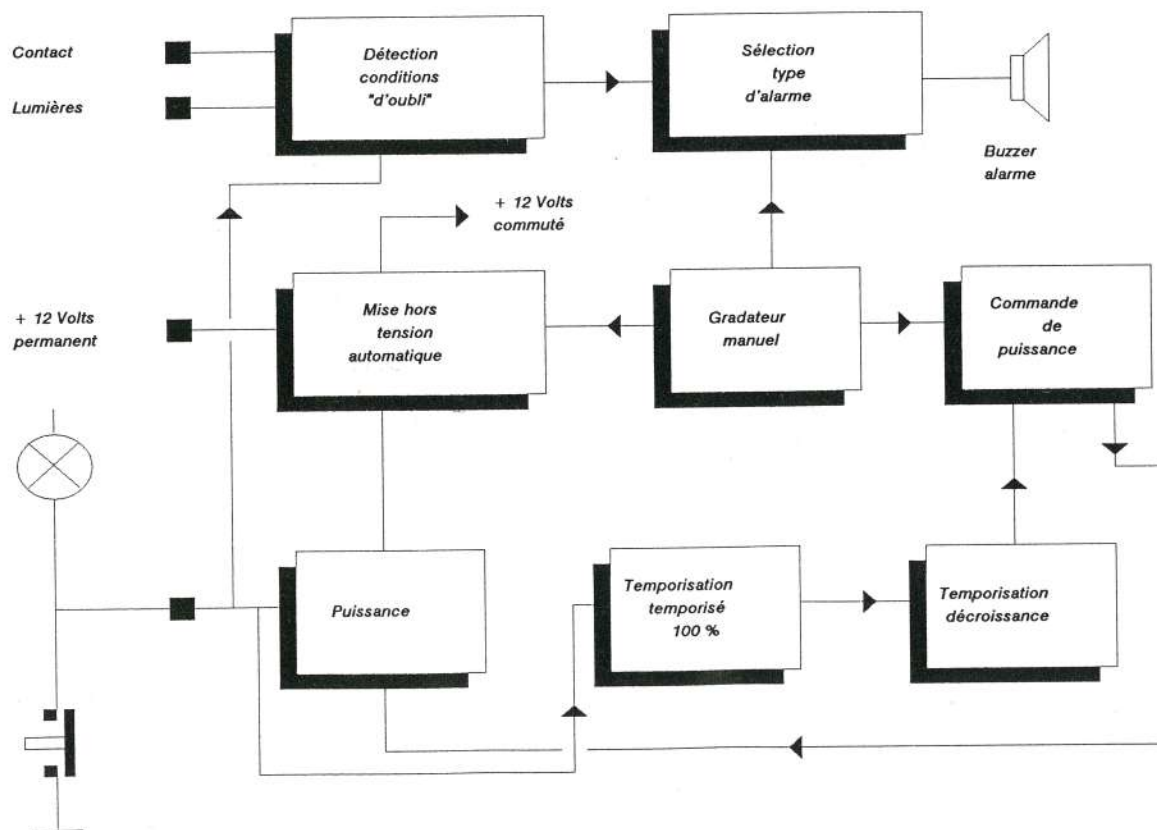 Contact
Lumières
Détection
conditions
"d'oubli"
Sélection
type
d'alarme
Buzzer
alarme
+ 12 Volts
commuté
+ 12 Volts
permanent
Mise hors
tension
automatique
Gradateur
manuel
Commande
de
puissance
Puissance
Temporisation
temporisé
100 %
Temporisation
décroissance